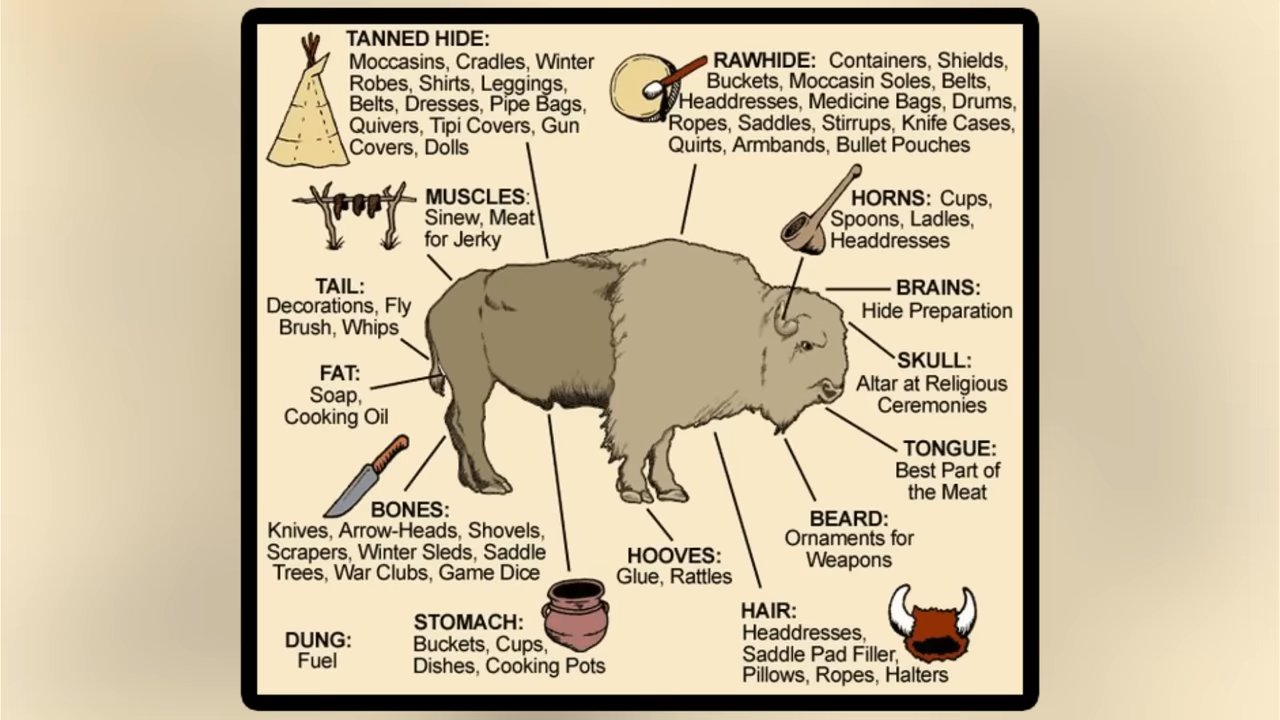 TANNED HIDE:
Moccasins, Cradles, Winter
Robes, Shirts, Leggings,
Belts, Dresses, Pipe Bags,
Quivers, Tipi Covers, Gun
Covers, Dolls
RAWHIDE: Containers, Shields,
Buckets, Moccasin Soles, Belts,
Headdresses, Medicine Bags, Drums,
Ropes, Saddles, Stirrups, Knife Cases,
Quirts, Armbands, Bullet Pouches
MUSCLES:
Sinew, Meat
for Jerky
HORNS: Cups,
Spoons, Ladles,
Headdresses
TAIL:
Decorations, Fly
Brush, Whips
BRAINS:
Hide Preparation
FAT:
Soap,
Cooking Oil
SKULL:
Altar at Religious
Ceremonies
TONGUE:
Best Part of
the Meat
BONES:
Knives, Arrow-Heads, Shovels,
Scrapers, Winter Sleds, Saddle
Trees, War Clubs, Game Dice
BEARD:
Ornaments for
Weapons
HOOVES:
Glue, Rattles
DUNG:
Fuel
STOMACH:
Buckets, Cups,
Dishes, Cooking Pots
HAIR:
Headdresses,
Saddle Pad Filler,
Pillows, Ropes, Halters